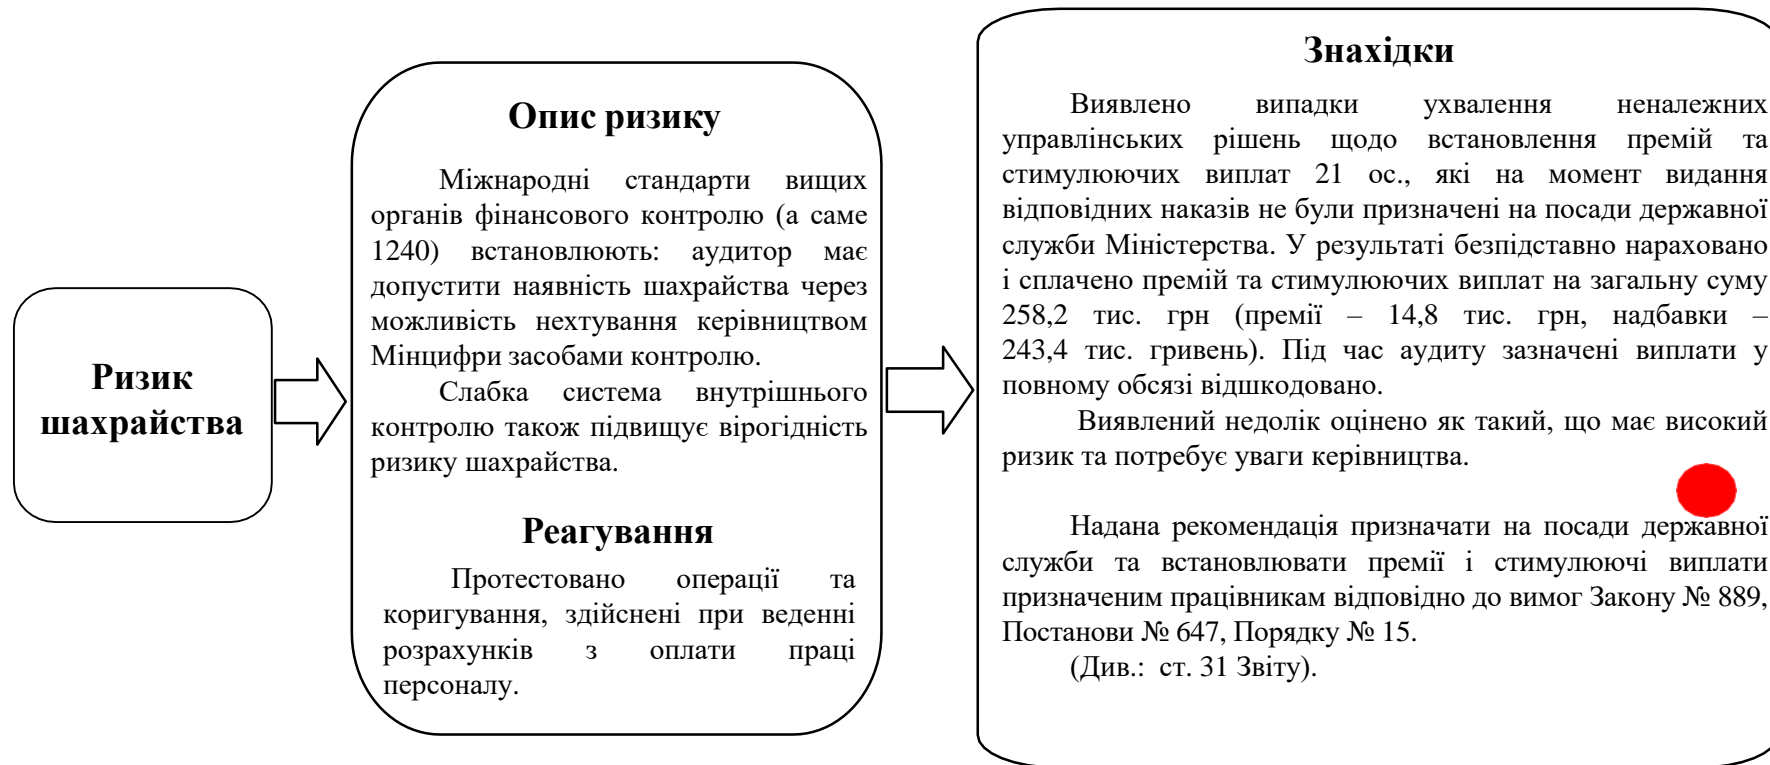 Ризик
шахрайства
Опис ризику
Міжнародні стандарти вищих
органів фінансового контролю (а саме
1240) встановлюють: аудитор має
допустити наявність шахрайства через
можливість нехтування керівництвом
Мінцифри засобами контролю.
Слабка система внутрішнього
контролю також підвищує вірогідність
ризику шахрайства.
Реагування
Протестовано операції та
коригування, здійснені при веденні
розрахунків з оплати праці
персоналу.
Знахідки
Виявлено випадки ухвалення неналежних
управлінських рішень щодо встановлення премій та
стимулюючих виплат 21 ос., які на момент видання
відповідних наказів не були призначені на посади державної
служби Міністерства. У результаті безпідставно нараховано
і сплачено премій та стимулюючих виплат на загальну суму
258,2 тис. грн (премії – 14,8 тис. грн, надбавки –
243,4 тис. гривень). Під час аудиту зазначені виплати у
повному обсязі відшкодовано.
Виявлений недолік оцінено як такий, що має високий
ризик та потребує уваги керівництва.
Надана рекомендація призначати на посади державної
служби та встановлювати премії і стимулюючі виплати
призначеним працівникам відповідно до вимог Закону № 889,
Постанови № 647, Порядку № 15.
(Див.: ст. 31 Звіту).